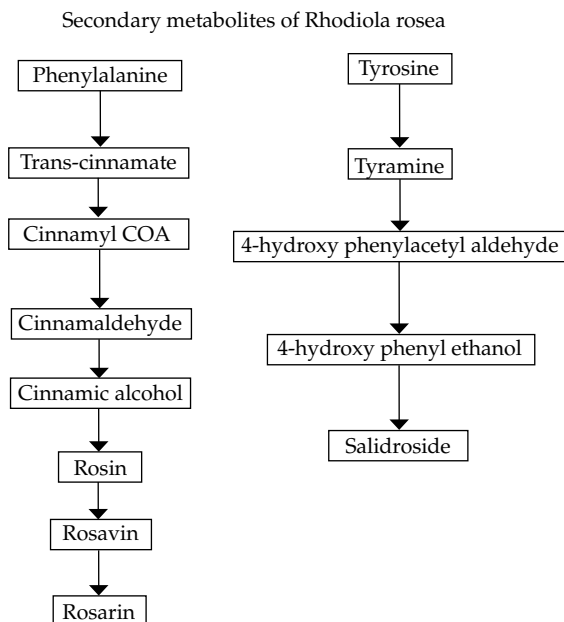 Secondary metabolites of Rhodiola rosea
Phenylalanine
Trans-cinnamate
Cinnamyl COA
Cinnamaldehyde
Cinnamic alcohol
Rosin
Rosavin
Rosarin
Tyrosine
Tyramine
4-hydroxy phenylacetyl aldehyde
4-hydroxy phenyl ethanol
Salidroside